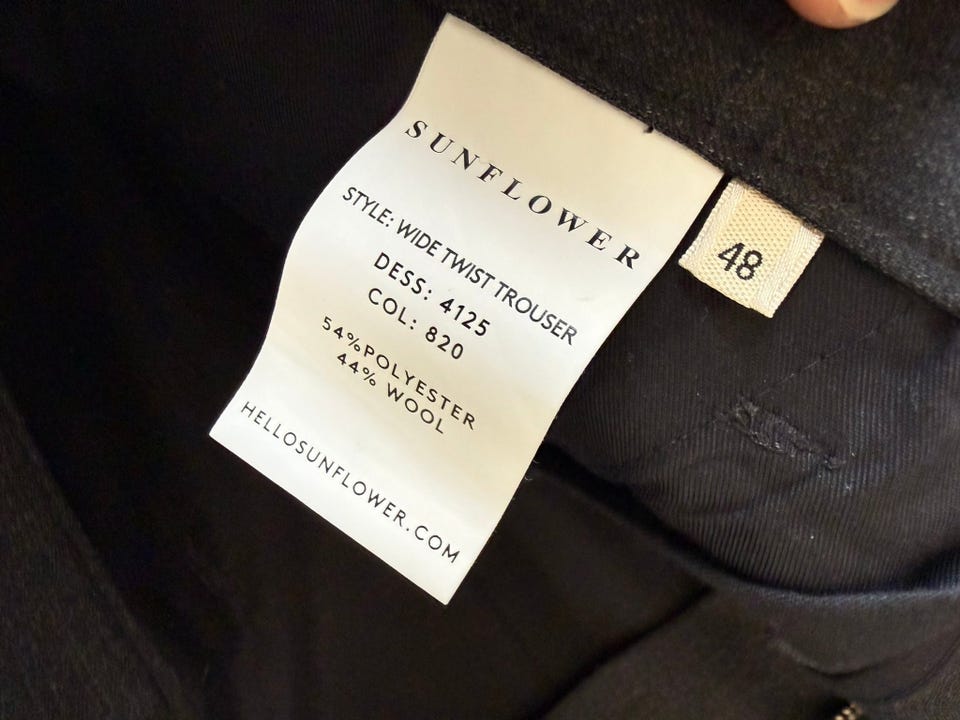 SUNFLOWER
STYLE: WIDE TWIST TROUSER
DESS: 4125
COL: 820
54%POLYESTER
44% WOOL
HELLOSUNFLOWER.COM
48